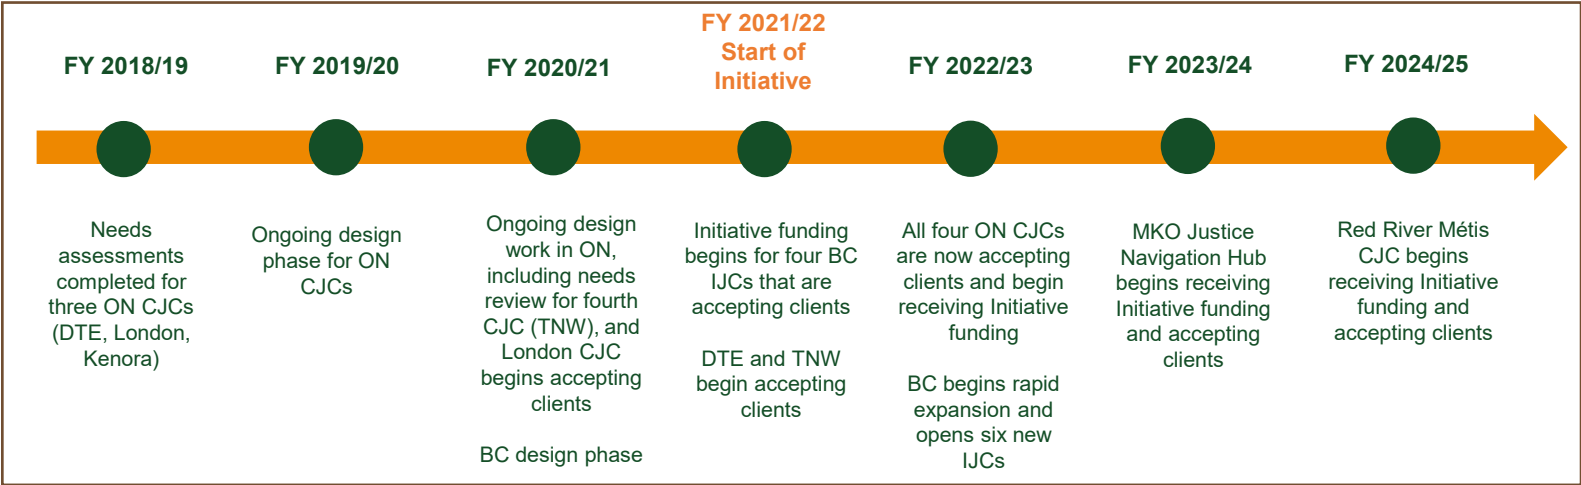 FY 2018/19
FY 2019/20
FY 2020/21
FY 2021/22
Start of
Initiative
FY 2022/23
FY 2023/24
FY 2024/25
Needs
assessments
completed for
three ON CJCs
(DTE, London,
Kenora)
Ongoing design
phase for ON
CJCs
Ongoing design
work in ON,
including needs
review for fourth
CJC (TNW), and
London CJC
begins accepting
clients
BC design phase
Initiative funding
begins for four BC
IJCs that are
accepting clients
DTE and TNW
begin accepting
clients
All four ON CJCs
are now accepting
clients and begin
receiving Initiative
funding
BC begins rapid
expansion and
opens six new
IJCs
MKO Justice
Navigation Hub
begins receiving
Initiative funding
and accepting
clients
Red River Métis
CJC begins
receiving Initiative
funding and
accepting clients